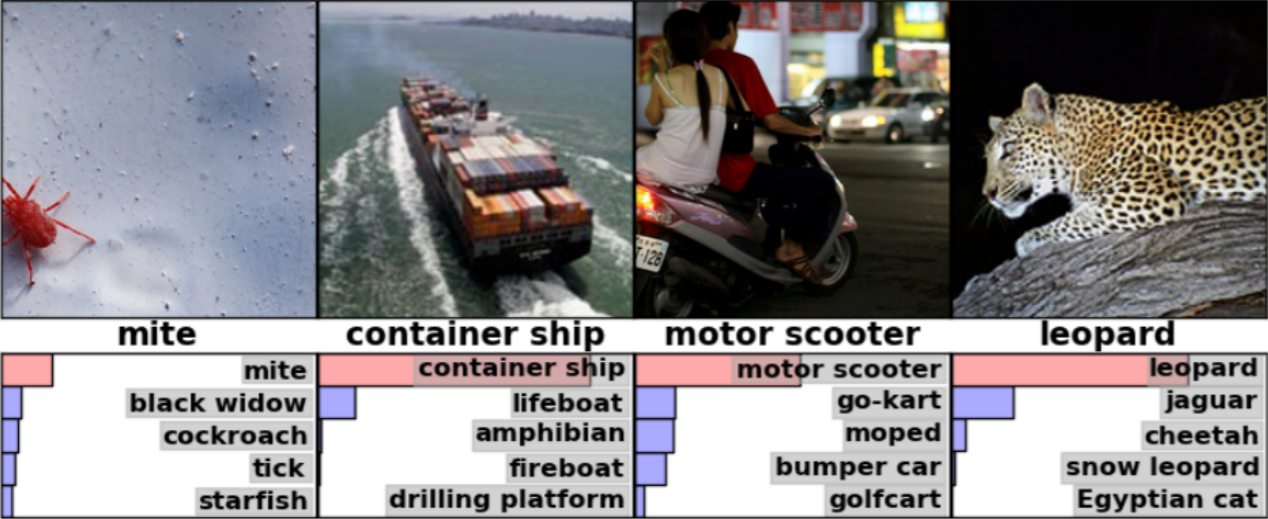 mite
container ship
motor scooter
leopard
mite
black widow
cockroach
tick
starfish
container ship
lifeboat
amphibian
fireboat
drilling platform
motor scooter
go-kart
moped
bumper car
golfcart
leopard
jaguar
cheetah
snow leopard
Egyptian cat